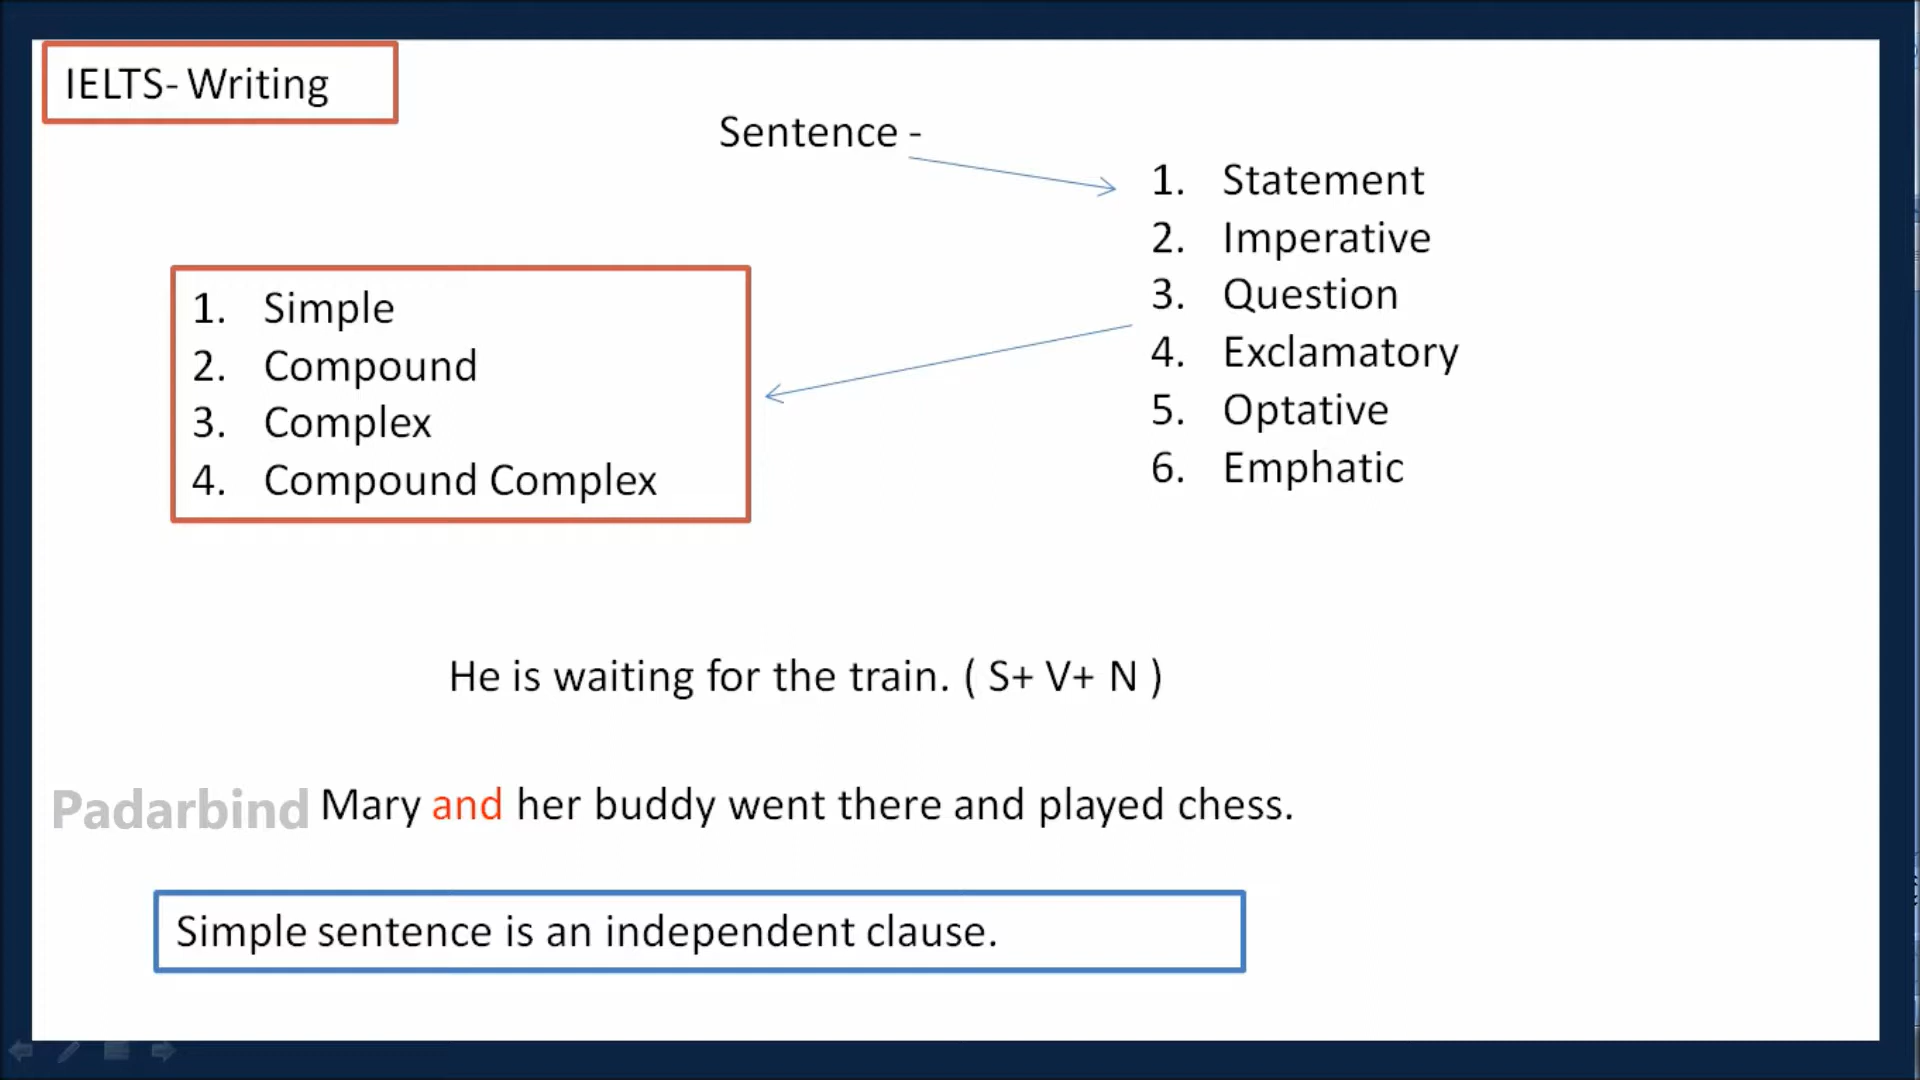 IELTS- Writing
Sentence -
1. Statement
2. Imperative
3. Question
4. Exclamatory
5. Optative
6. Emphatic
1. Simple
2. Compound
3. Complex
4. Compound Complex
He is waiting for the train. ( S+ V+ N )
Padarbind Mary and her buddy went there and played chess.
Simple sentence is an independent clause.